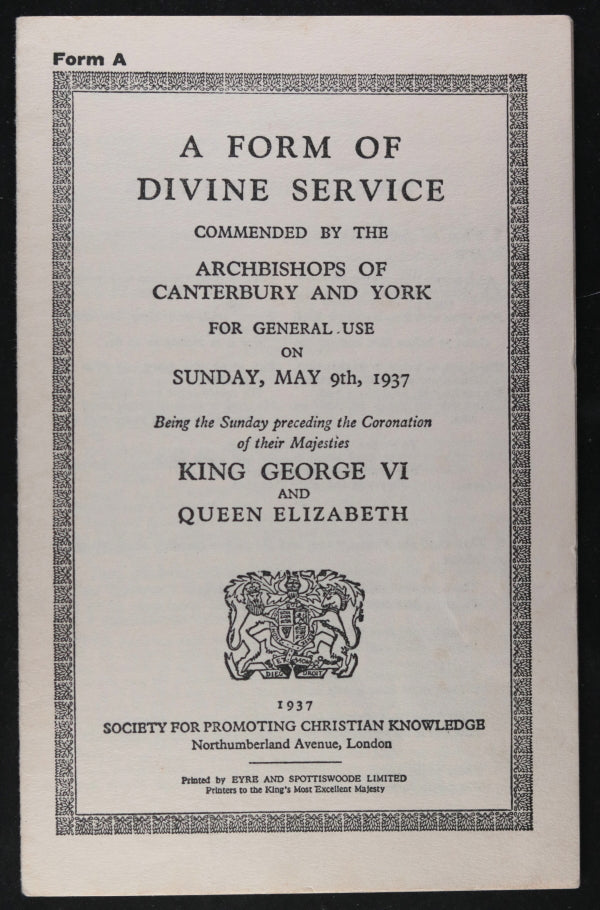 Form A
A FORM OF
DIVINE SERVICE
COMMENDED BY THE
ARCHBISHOPS OF
CANTERBURY AND YORK
FOR GENERAL USE
ON
SUNDAY, MAY 9th, 1937
Being the Sunday preceding the Coronation
of their Majesties
KING GEORGE VI
AND
QUEEN ELIZABETH
DIEU ET MON DROIT
1937
SOCIETY FOR PROMOTING CHRISTIAN KNOWLEDGE
Northumberland Avenue, London
Printed by EYRE AND SPOTTISWOODE LIMITED
Printers to the King's Most Excellent Majesty